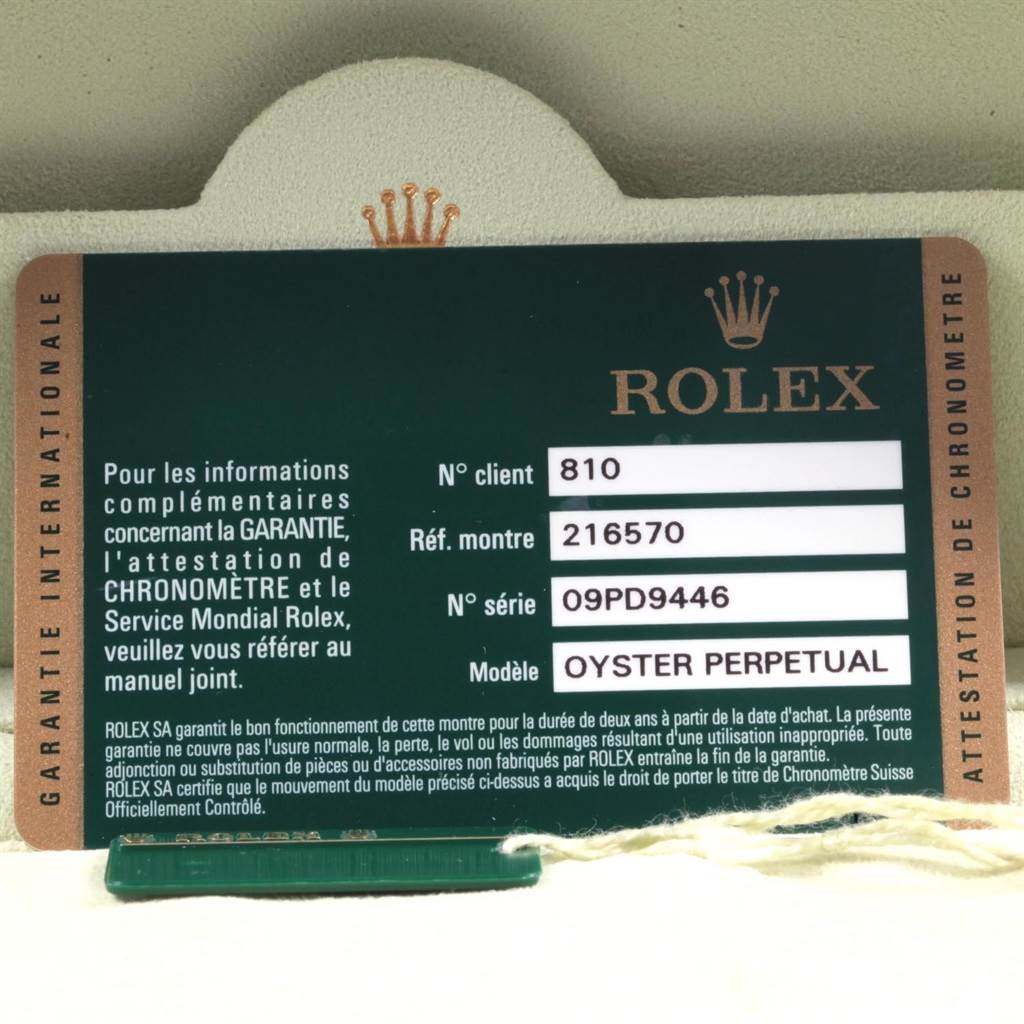 GARANTIE INTERNATIONALE
ROLEX
Pour les informations
complémentaires
concernant la GARANTIE,
l'attestation de
CHRONOMÈTRE et le
Service Mondial Rolex,
veuillez vous référer au
manuel joint.
N° client 810
Réf. montre 216570
N° série 09PD9446
Modèle OYSTER PERPETUAL
ROLEX SA garantit le bon fonctionnement de cette montre pour la durée de deux ans à partir de la date d'achat. La présente
garantie ne couvre pas l'usure normale, la perte, le vol ou les dommages résultant d'une utilisation inappropriée. Toute
adjonction ou substitution de pièces ou d'accessoires non fabriqués par ROLEX entraîne la fin de la garantie.
ROLEX SA certifie que le mouvement du modèle précisé ci-dessus a acquis le droit de porter le titre de Chronomètre Suisse
Officiellement Contrôlé.
ATTESTATION DE CHRONOMETRE
ROLEX